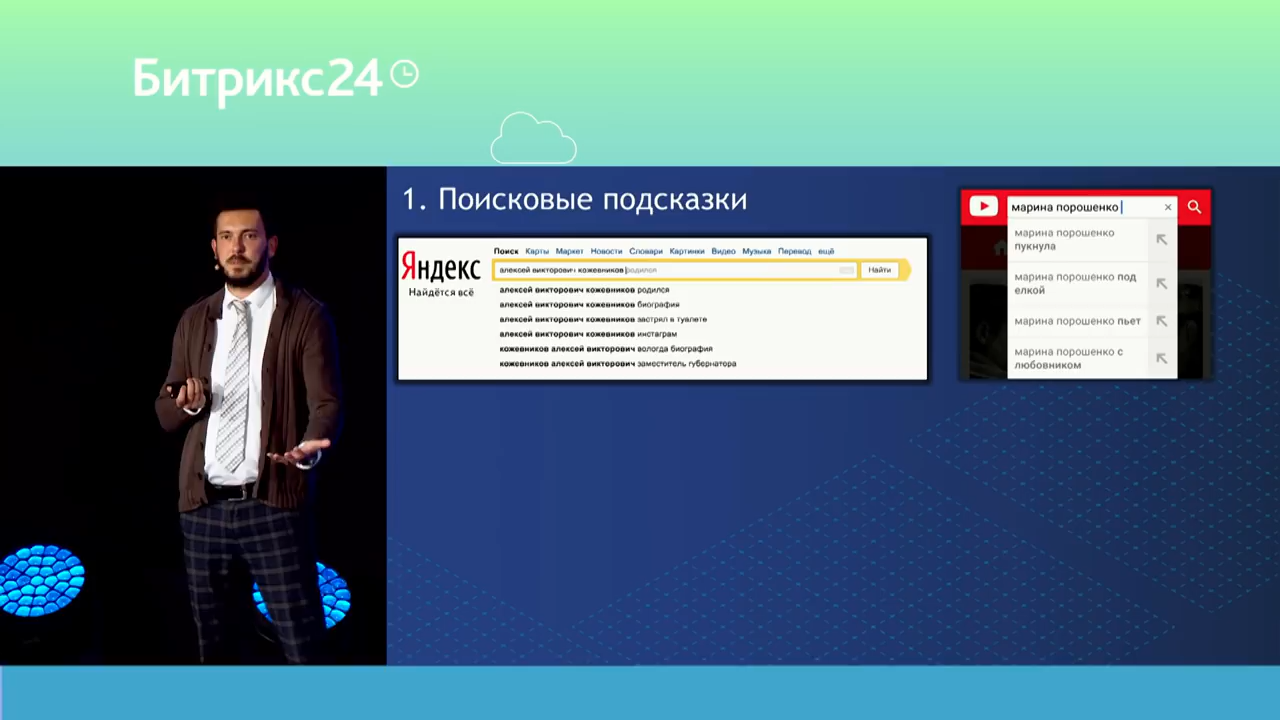 Битрикс24
1. Поисковые подсказки
Яндекс
Найдётся всё
Поиск Карты Маркет Новости Словари Картинки Видео Музыка Перевод ещё
алексей викторович кожевников родился
Найти
алексей викторович кожевников родился
алексей викторович кожевников биография
алексей викторович кожевников застрял в туалете
алексей викторович кожевников инстаграм
кожевников алексей викторович вологда биография
кожевников алексей викторович заместитель губернатора
марина порошенко
марина порошенко
пукнула
марина порошенко под
елкой
марина порошенко пьет
марина порошенко с
любовником